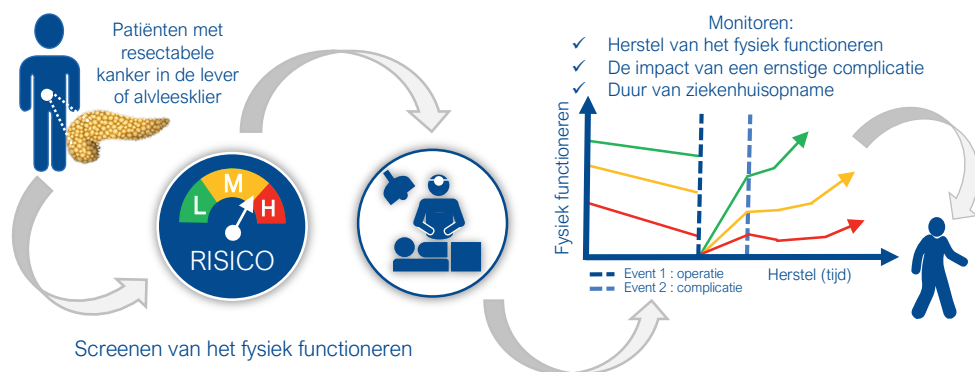 Patiënten met
resectabele
kanker in de lever
of alvleesklier
L M H
RISICO
Screenen van het fysiek functioneren
Monitoren:
✓ Herstel van het fysiek functioneren
✓ De impact van een ernstige complicatie
✓ Duur van ziekenhuisopname
Fysiek functioneren
Herstel (tijd)
Event 1 : operatie
Event 2 : complicatie